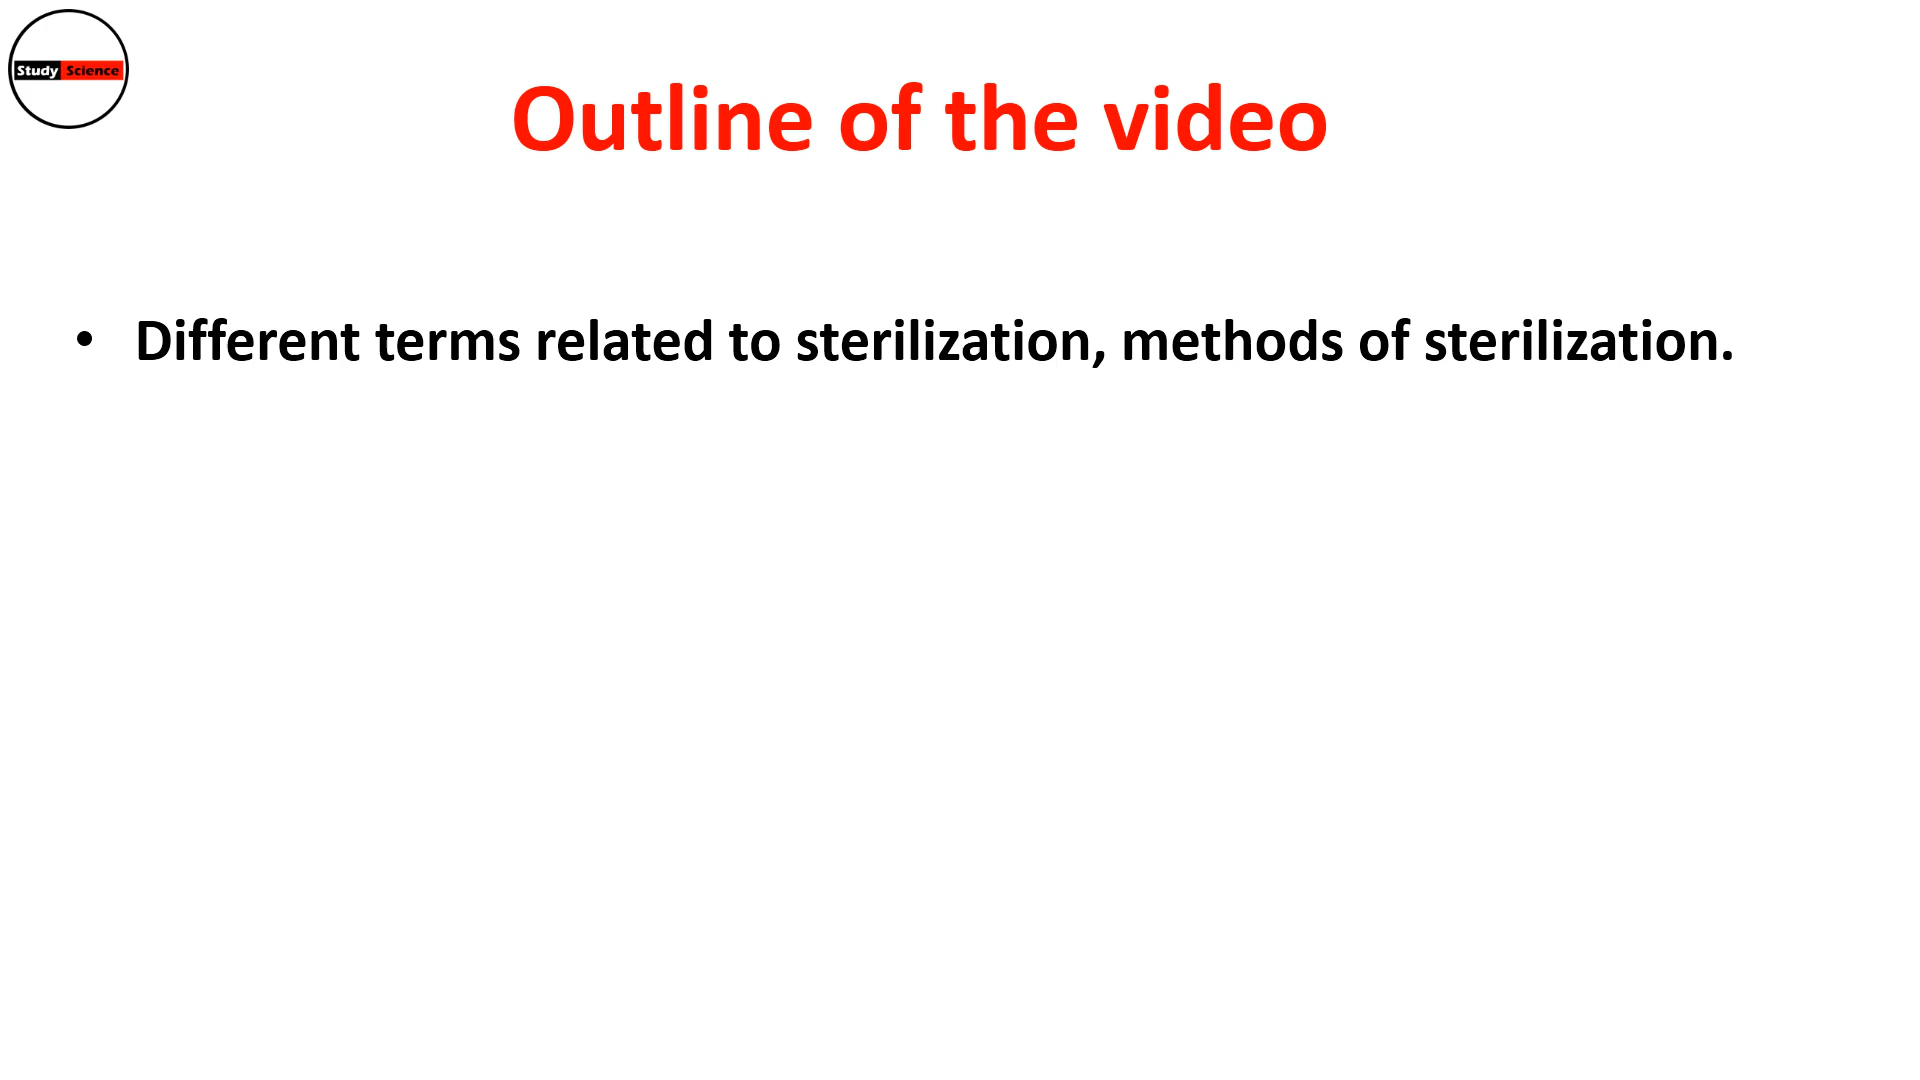 Study Science
Outline of the video
• Different terms related to sterilization, methods of sterilization.